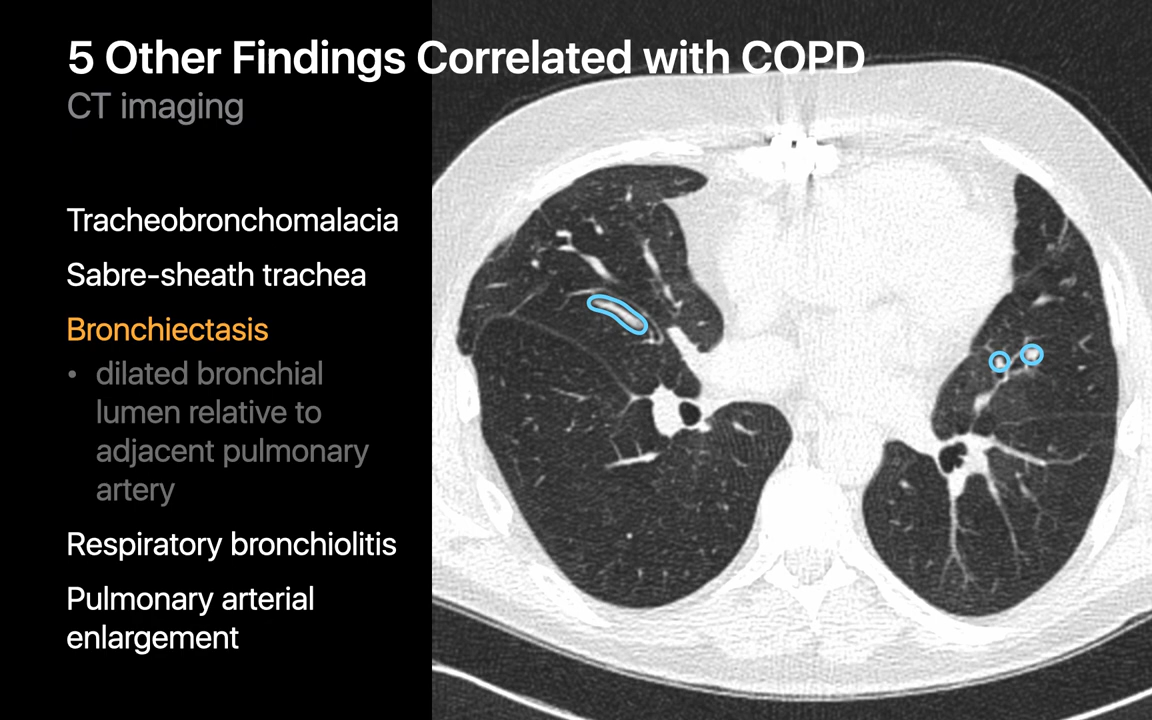 5 Other Findings Correlated with COPD
CT imaging
Tracheobronchomalacia
Sabre-sheath trachea
Bronchiectasis
• dilated bronchial
lumen relative to
adjacent pulmonary
artery
Respiratory bronchiolitis
Pulmonary arterial
enlargement